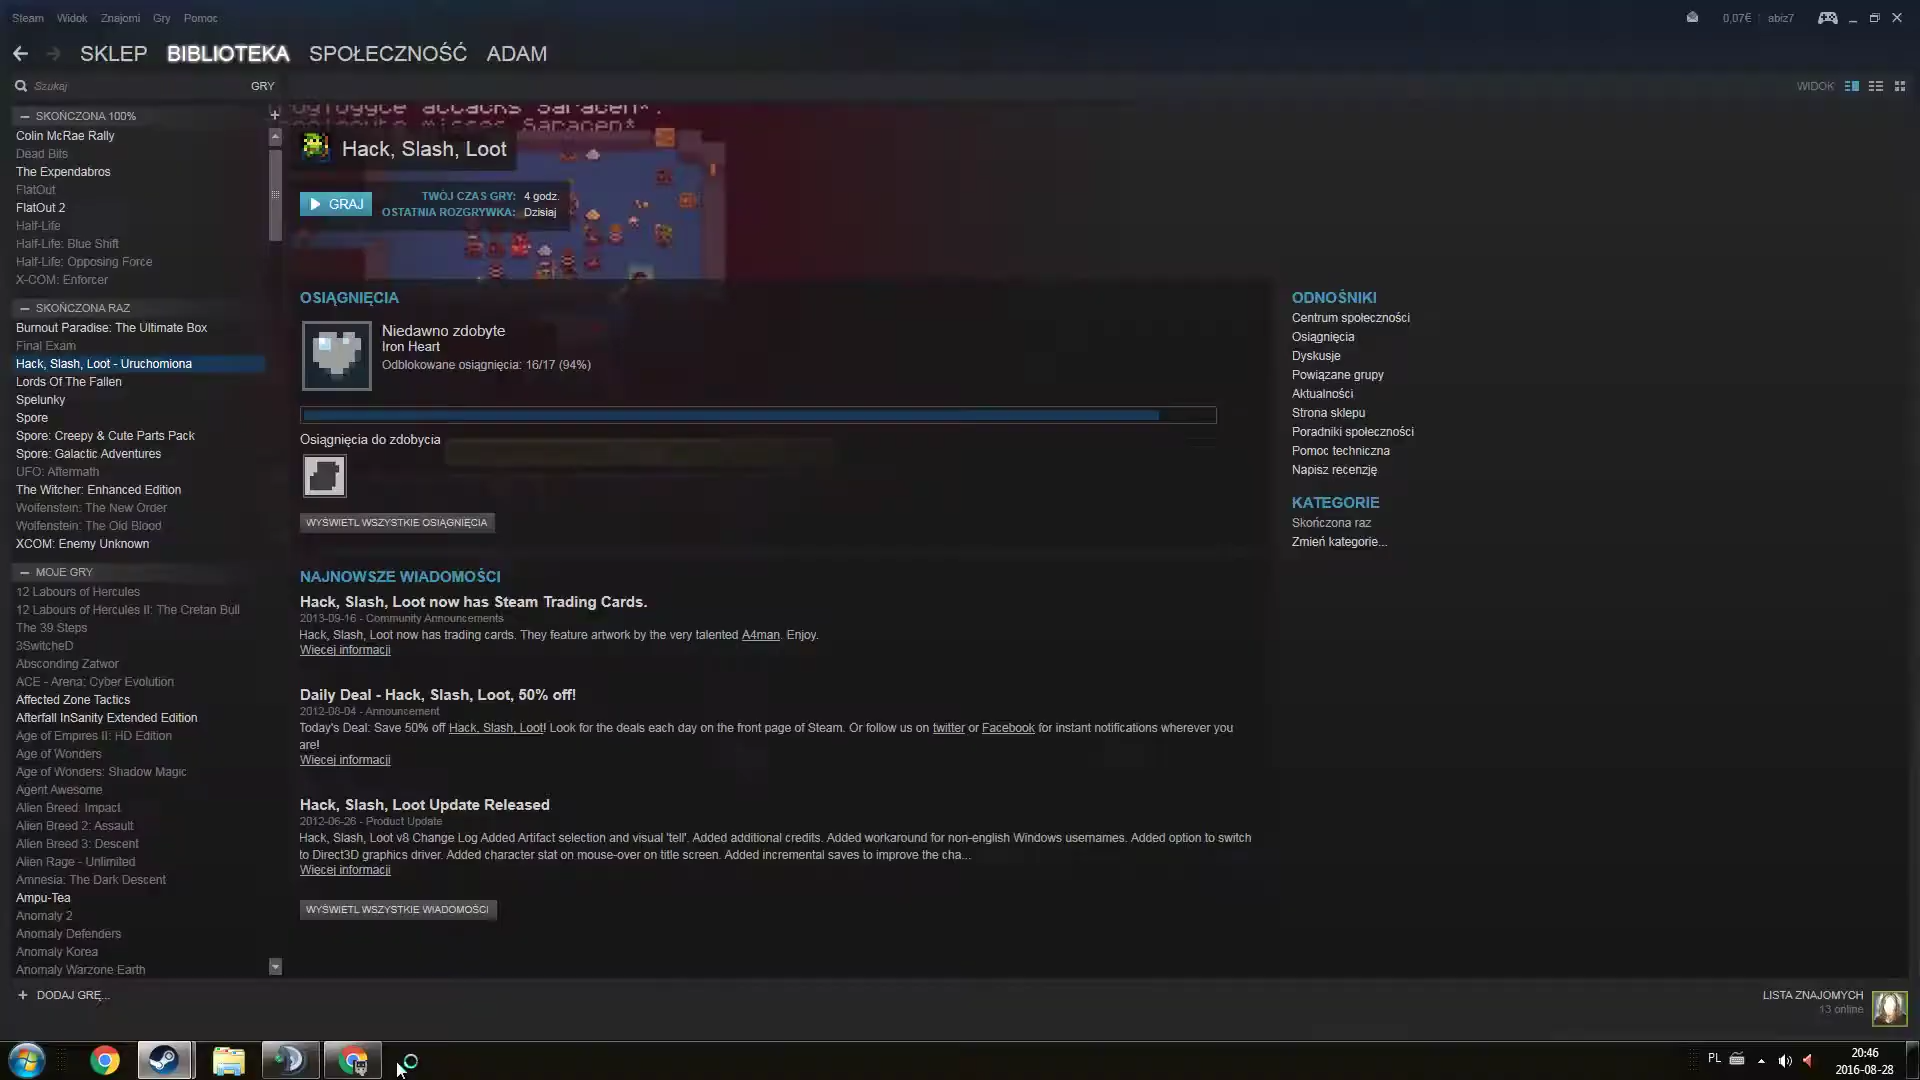 Steam Widok Znajomi Gry Pomoc
0,07€ abiz7
SKLEP BIBLIOTEKA SPOŁECZNOŚĆ ADAM
Szukaj GRY
WIDOK
attacks Saracen*.
misses Saracen*
Hack, Slash, Loot
GRAJ
TWÓJ CZAS GRY: 4 godz.
OSTATNIA ROZGRYWKA: Dzisiaj
— SKOŃCZONA 100% +
Colin McRae Rally
Dead Bits
The Expendabros
FlatOut
FlatOut 2
Half-Life
Half-Life: Blue Shift
Half-Life: Opposing Force
X-COM: Enforcer
— SKOŃCZONA RAZ
Burnout Paradise: The Ultimate Box
Final Exam
Hack, Slash, Loot - Uruchomiona
Lords Of The Fallen
Spelunky
Spore
Spore: Creepy & Cute Parts Pack
Spore: Galactic Adventures
UFO: Aftermath
The Witcher: Enhanced Edition
Wolfenstein: The New Order
Wolfenstein: The Old Blood
XCOM: Enemy Unknown
— MOJE GRY
12 Labours of Hercules
12 Labours of Hercules II: The Cretan Bull
The 39 Steps
3SwitcheD
Absconding Zatwor
ACE - Arena: Cyber Evolution
Affected Zone Tactics
Afterfall InSanity Extended Edition
Age of Empires II: HD Edition
Age of Wonders
Age of Wonders: Shadow Magic
Agent Awesome
Alien Breed: Impact
Alien Breed 2: Assault
Alien Breed 3: Descent
Alien Rage - Unlimited
Amnesia: The Dark Descent
Ampu-Tea
Anomaly 2
Anomaly Defenders
Anomaly Korea
Anomaly Warzone Earth
+ DODAJ GRĘ...
OSIĄGNIĘCIA
Niedawno zdobyte
Iron Heart
Odblokowane osiągnięcia: 16/17 (94%)
Osiągnięcia do zdobycia
WYŚWIETL WSZYSTKIE OSIĄGNIĘCIA
NAJNOWSZE WIADOMOŚCI
Hack, Slash, Loot now has Steam Trading Cards.
2013-09-16 - Community Announcements
Hack, Slash, Loot now has trading cards. They feature artwork by the very talented A4man. Enjoy.
Więcej informacji
Daily Deal - Hack, Slash, Loot, 50% off!
2012-08-04 - Announcement
Today's Deal: Save 50% off Hack, Slash, Loot! Look for the deals each day on the front page of Steam. Or follow us on twitter or Facebook for instant notifications wherever you
are!
Więcej informacji
Hack, Slash, Loot Update Released
2012-06-26 - Product Update
Hack, Slash, Loot v8 Change Log Added Artifact selection and visual 'tell'. Added additional credits. Added workaround for non-english Windows usernames. Added option to switch
to Direct3D graphics driver. Added character stat on mouse-over on title screen. Added incremental saves to improve the cha...
Więcej informacji
WYŚWIETL WSZYSTKIE WIADOMOŚCI
ODNOŚNIKI
Centrum społeczności
Osiągnięcia
Dyskusje
Powiązane grupy
Aktualności
Strona sklepu
Poradniki społeczności
Pomoc techniczna
Napisz recenzję
KATEGORIE
Skończona raz
Zmień kategorie...
LISTA ZNAJOMYCH
13 online
PL
20:46
2016-08-28